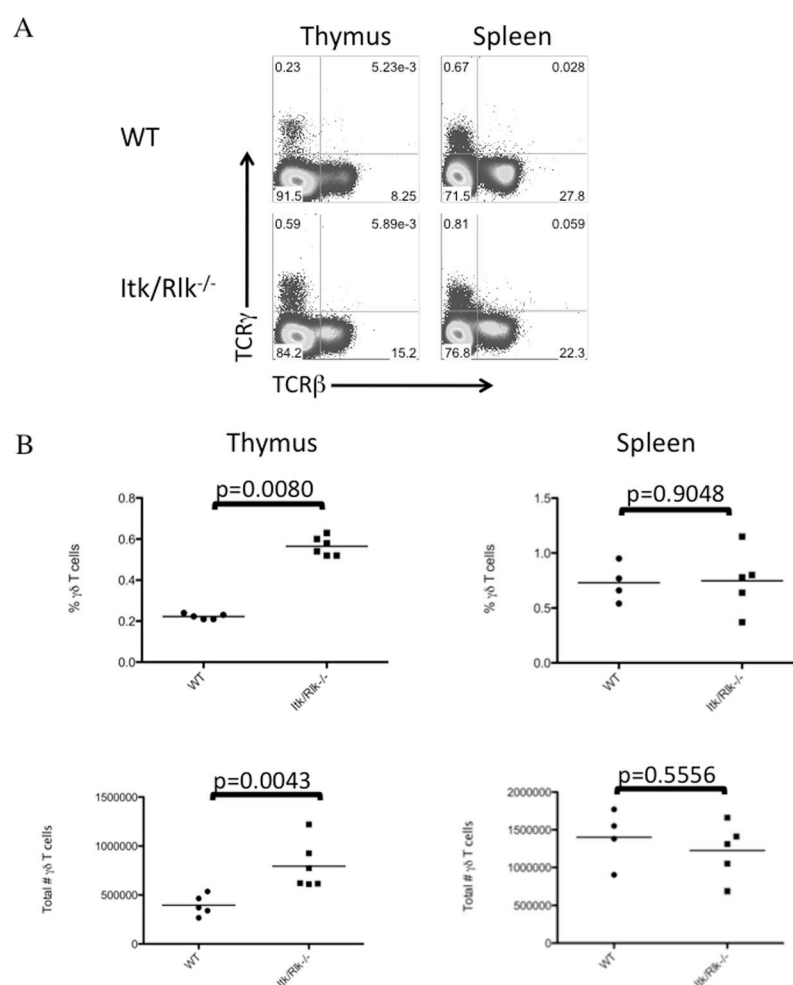 A
Thymus Spleen
0.23 5.23e-3 0.67 0.028
WT
91.5 8.25 71.5 27.8
0.59 5.89e-3 0.81 0.059
Itk/Rlk-/-
TCRγ
84.2 15.2 76.8 22.3
TCRβ
B
Thymus Spleen
p=0.0080
0.8
0.6
0.4
0.2
0.0
% γδ T cells
WT
Itk/Rlk-/-
p=0.9048
1.5
1.0
0.5
0.0
% γδ T cells
WT
Itk/Rlk-/-
p=0.0043
1500000
1000000
500000
0
Total # γδ T cells
WT
Itk/Rlk-/-
p=0.5556
2000000
1500000
1000000
500000
0
Total # γδ T cells
WT
Itk/Rlk-/-